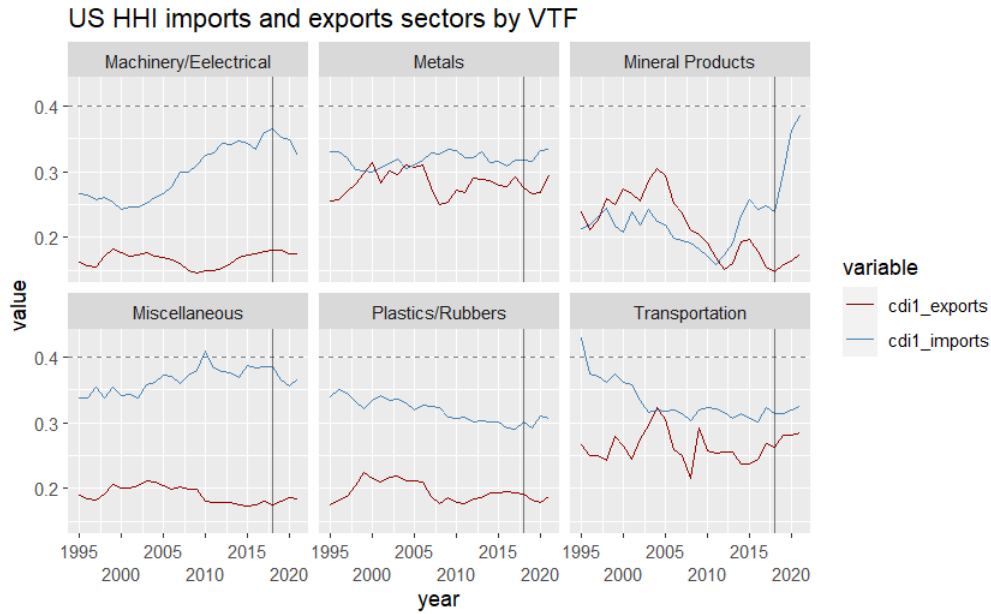 US HHI imports and exports sectors by VTF
Machinery/Eelectrical
Metals
Mineral Products
0.4
0.3
0.2
value
Miscellaneous
Plastics/Rubbers
Transportation
0.4
0.3
0.2
variable
cdi1_exports
cdi1_imports
1995 2005 2015 1995 2005 2015 1995 2005 2015
2000 2010 2020 2000 2010 2020 2000 2010 2020
year